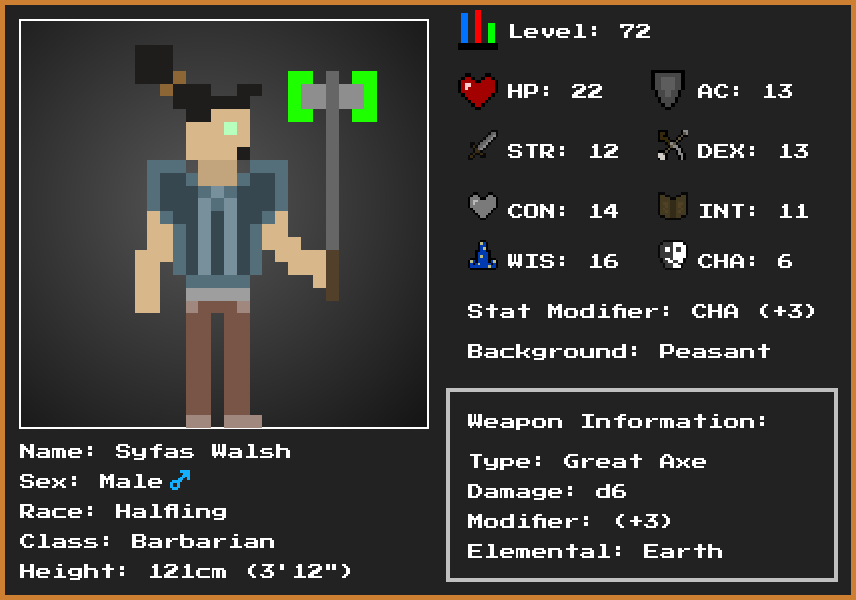 Level: 72
HP: 22
AC: 13
STR: 12
DEX: 13
CON: 14
INT: 11
WIS: 16
CHA: 6
Stat Modifier: CHA (+3)
Background: Peasant
Weapon Information:
Type: Great Axe
Damage: d6
Modifier: (+3)
Elemental: Earth
Name: Syfas Walsh
Sex: Male ♂
Race: Halfling
Class: Barbarian
Height: 121cm (3'12")